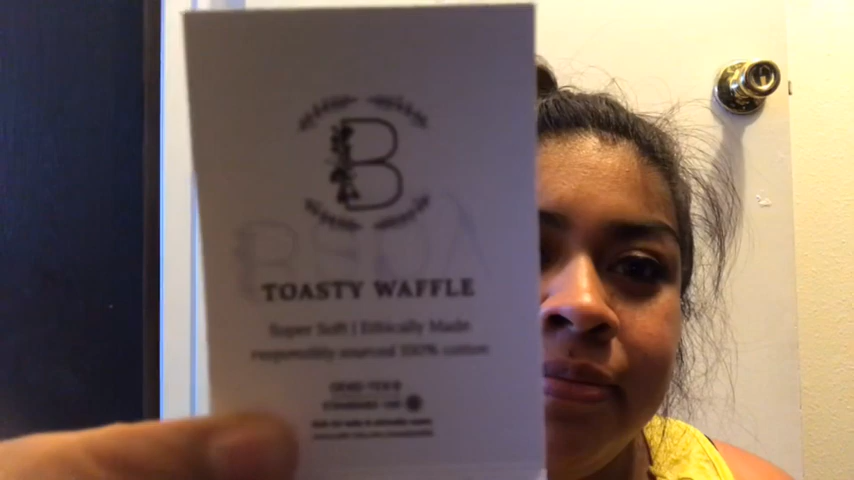 B
TOASTY WAFFLE
Super Soft | Ethically Made
responsibly sourced 100% cotton
OEKO-TEX®
STANDARD 100